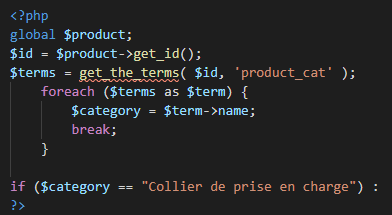 <?php
global $product;
$id = $product->get_id();
$terms = get_the_terms( $id, 'product_cat' );
    foreach ($terms as $term) {
        $category = $term->name;
        break;
    }

if ($category == "Collier de prise en charge") :
?>